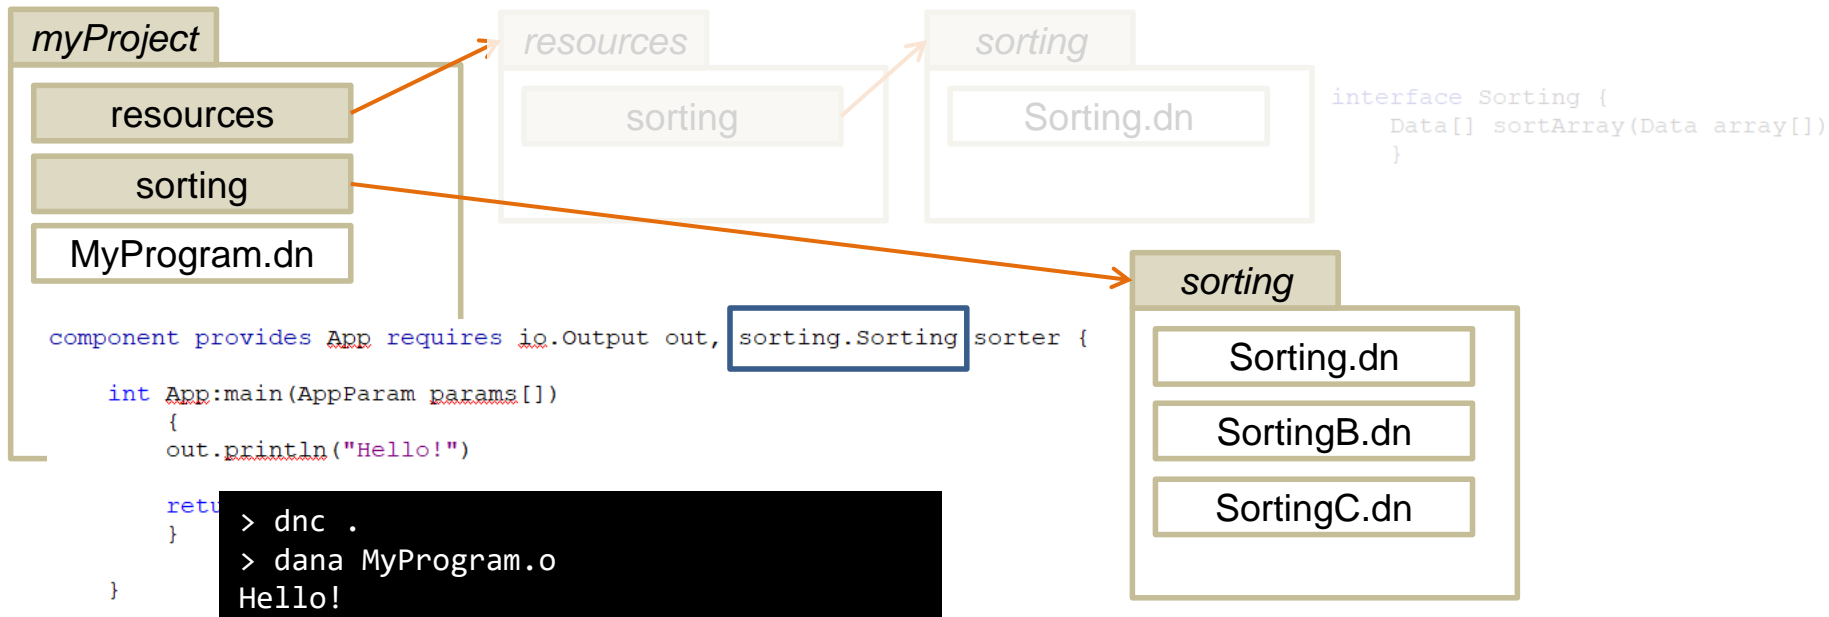 myProject
resources
sorting
MyProgram.dn
resources
sorting
sorting
Sorting.dn
interface Sorting {
Data[] sortArray(Data array[])
}
sorting
Sorting.dn
SortingB.dn
SortingC.dn
component provides App requires io.Output out, sorting.Sorting sorter {
int App:main(AppParam params[])
{
out.println("Hello!")
retu
}
}
> dnc .
> dana MyProgram.o
Hello!